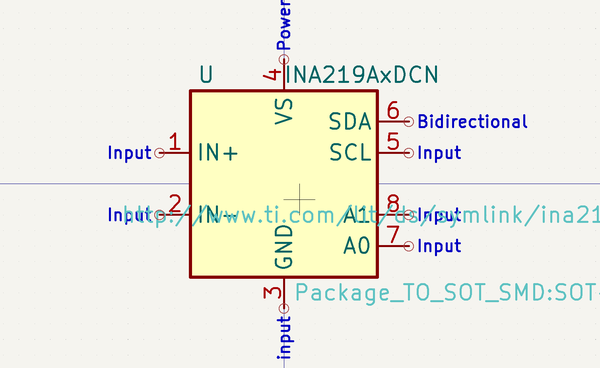 Power
4
U
INA219AxDCN
VS
SDA
6
Bidirectional
Input
1
IN+
SCL
5
Input
Input
2
IN-
A1
8
Input
http://www.ti.com/lit/ds/symlink/ina21
A0
7
Input
GND
3
Package_TO_SOT_SMD:SOT-
input